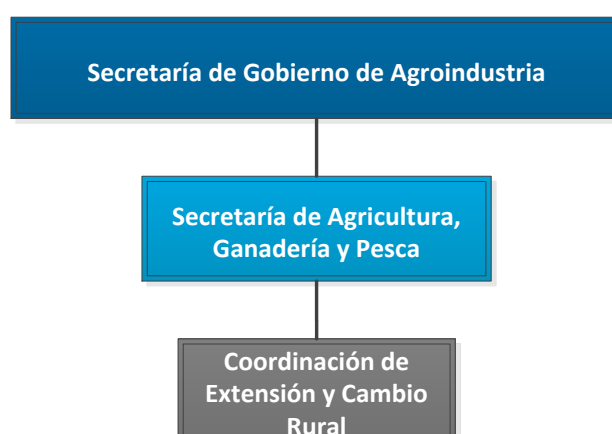 Secretaría de Gobierno de Agroindustria
Secretaría de Agricultura,
Ganadería y Pesca
Coordinación de
Extensión y Cambio
Rural